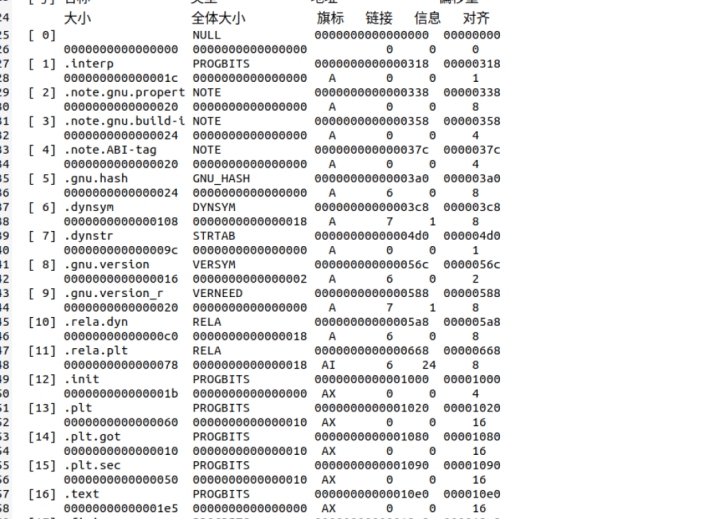 24 大小 全体大小 旗标 链接 信息 对齐
25 [ 0] NULL 0000000000000000 00000000
26 0000000000000000 0000000000000000 0 0 0
27 [ 1] .interp PROGBITS 0000000000000318 00000318
28 000000000000001c 0000000000000000 A 0 0 1
29 [ 2] .note.gnu.propert NOTE 0000000000000338 00000338
30 0000000000000020 0000000000000000 A 0 0 8
31 [ 3] .note.gnu.build-i NOTE 0000000000000358 00000358
32 0000000000000024 0000000000000000 A 0 0 4
33 [ 4] .note.ABI-tag NOTE 000000000000037c 0000037c
34 0000000000000020 0000000000000000 A 0 0 4
35 [ 5] .gnu.hash GNU_HASH 00000000000003a0 000003a0
36 0000000000000024 0000000000000000 A 6 0 8
37 [ 6] .dynsym DYNSYM 00000000000003c8 000003c8
38 0000000000000108 0000000000000018 A 7 1 8
39 [ 7] .dynstr STRTAB 00000000000004d0 000004d0
40 000000000000009c 0000000000000000 A 0 0 1
41 [ 8] .gnu.version VERSYM 000000000000056c 0000056c
42 0000000000000016 0000000000000002 A 6 0 2
43 [ 9] .gnu.version_r VERNEED 0000000000000588 00000588
44 0000000000000020 0000000000000000 A 7 1 8
45 [10] .rela.dyn RELA 00000000000005a8 000005a8
46 00000000000000c0 0000000000000018 A 6 0 8
47 [11] .rela.plt RELA 0000000000000668 00000668
48 0000000000000078 0000000000000018 AI 6 24 8
49 [12] .init PROGBITS 0000000000001000 00001000
50 000000000000001b 0000000000000000 AX 0 0 4
51 [13] .plt PROGBITS 0000000000001020 00001020
52 0000000000000060 0000000000000010 AX 0 0 16
53 [14] .plt.got PROGBITS 0000000000001080 00001080
54 0000000000000010 0000000000000010 AX 0 0 16
55 [15] .plt.sec PROGBITS 0000000000001090 00001090
56 0000000000000050 0000000000000010 AX 0 0 16
57 [16] .text PROGBITS 00000000000010e0 000010e0
58 00000000000001e5 0000000000000000 AX 0 0 16